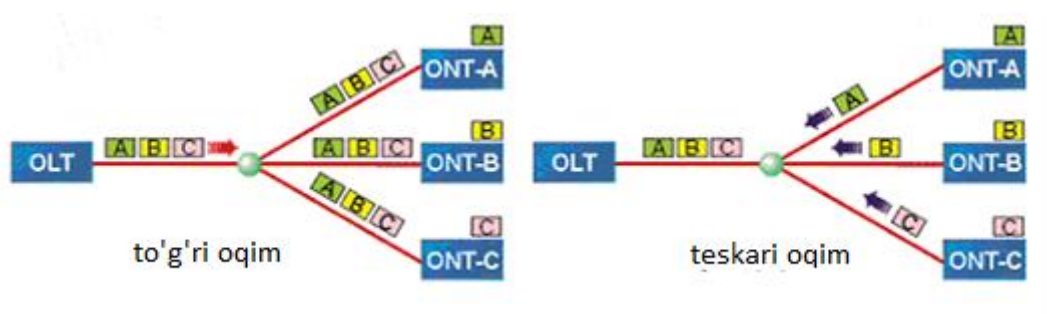 A
ONT-A
A B C
B
OLT
A B C
A B C
ONT-B
A B C
C
ONT-C
to'g'ri oqim
A
ONT-A
A
B
OLT
A B C
B
ONT-B
C
C
ONT-C
teskari oqim